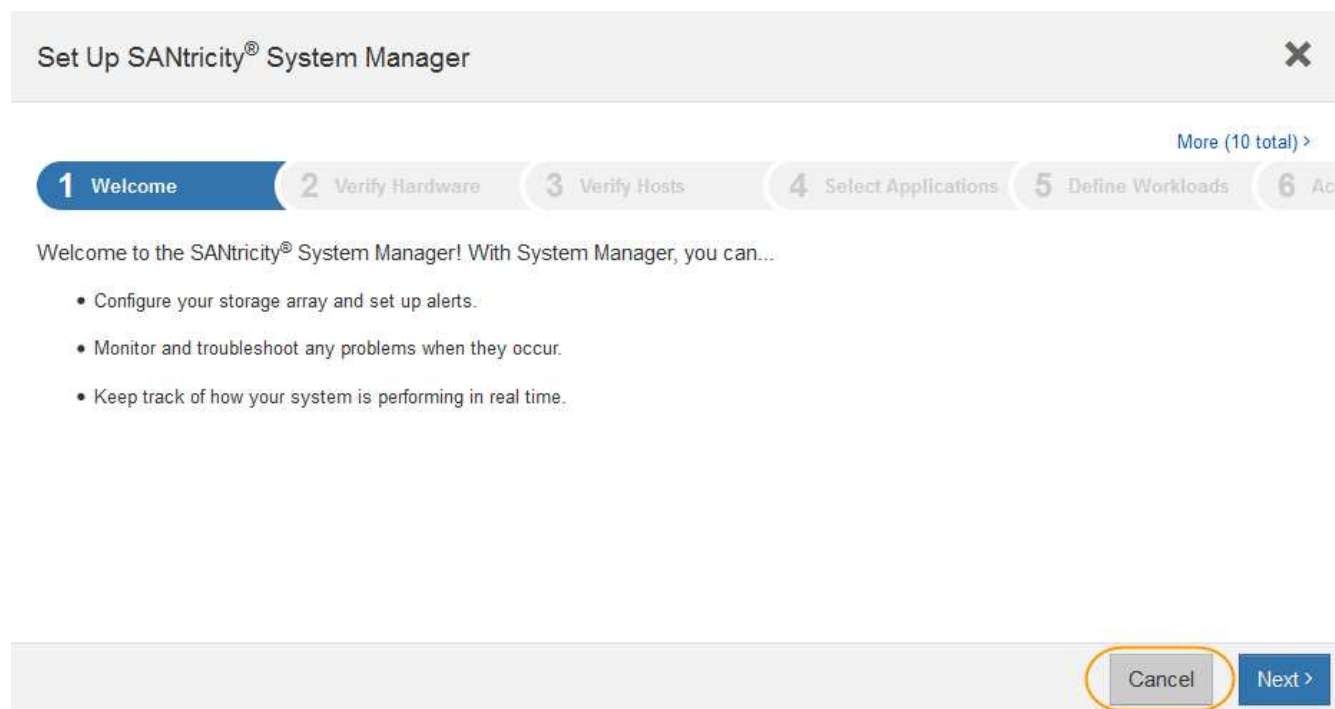 Set Up SANtricity® System Manager
More (10 total) >
1 Welcome 2 Verify Hardware 3 Verify Hosts 4 Select Applications 5 Define Workloads 6 Ac
Welcome to the SANtricity® System Manager! With System Manager, you can...
• Configure your storage array and set up alerts.
• Monitor and troubleshoot any problems when they occur.
• Keep track of how your system is performing in real time.
Cancel Next >